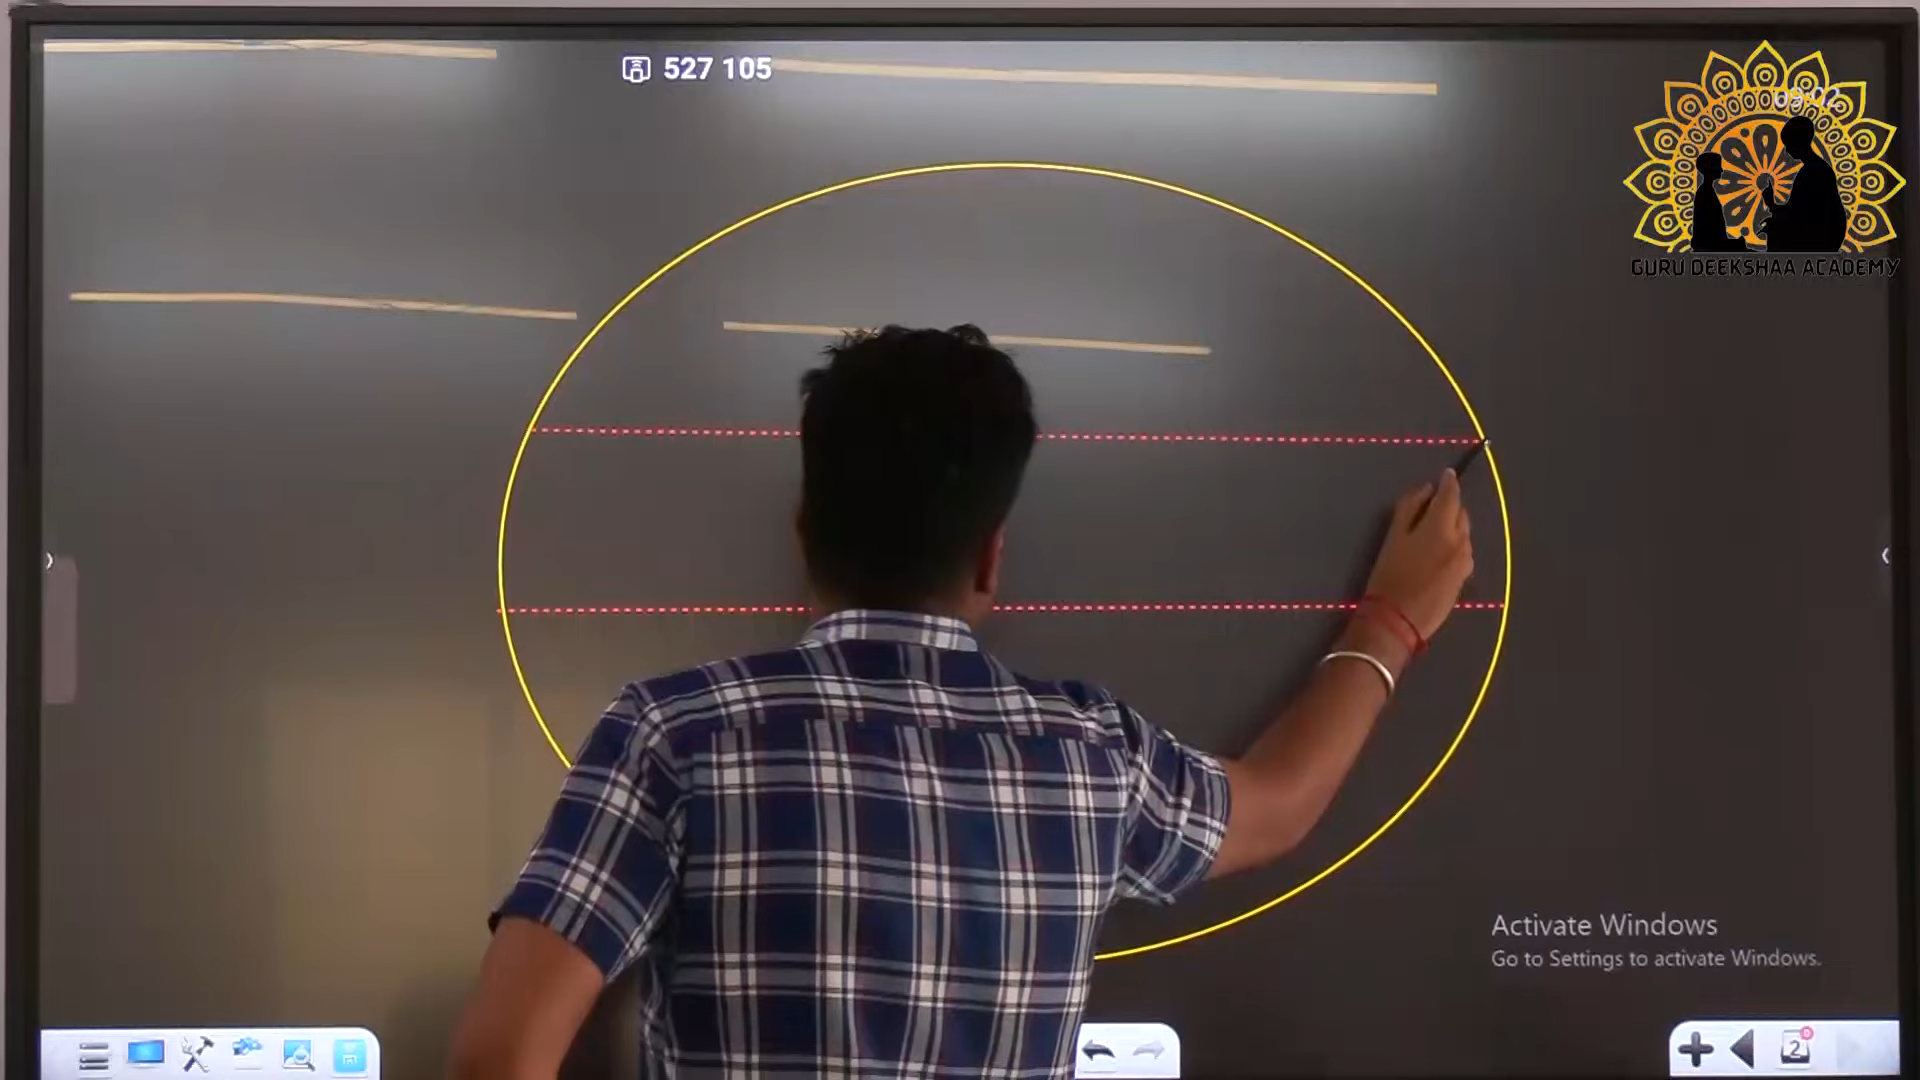 527 105
GURU DEEKSHAA ACADEMY
Activate Windows
Go to Settings to activate Windows.
2